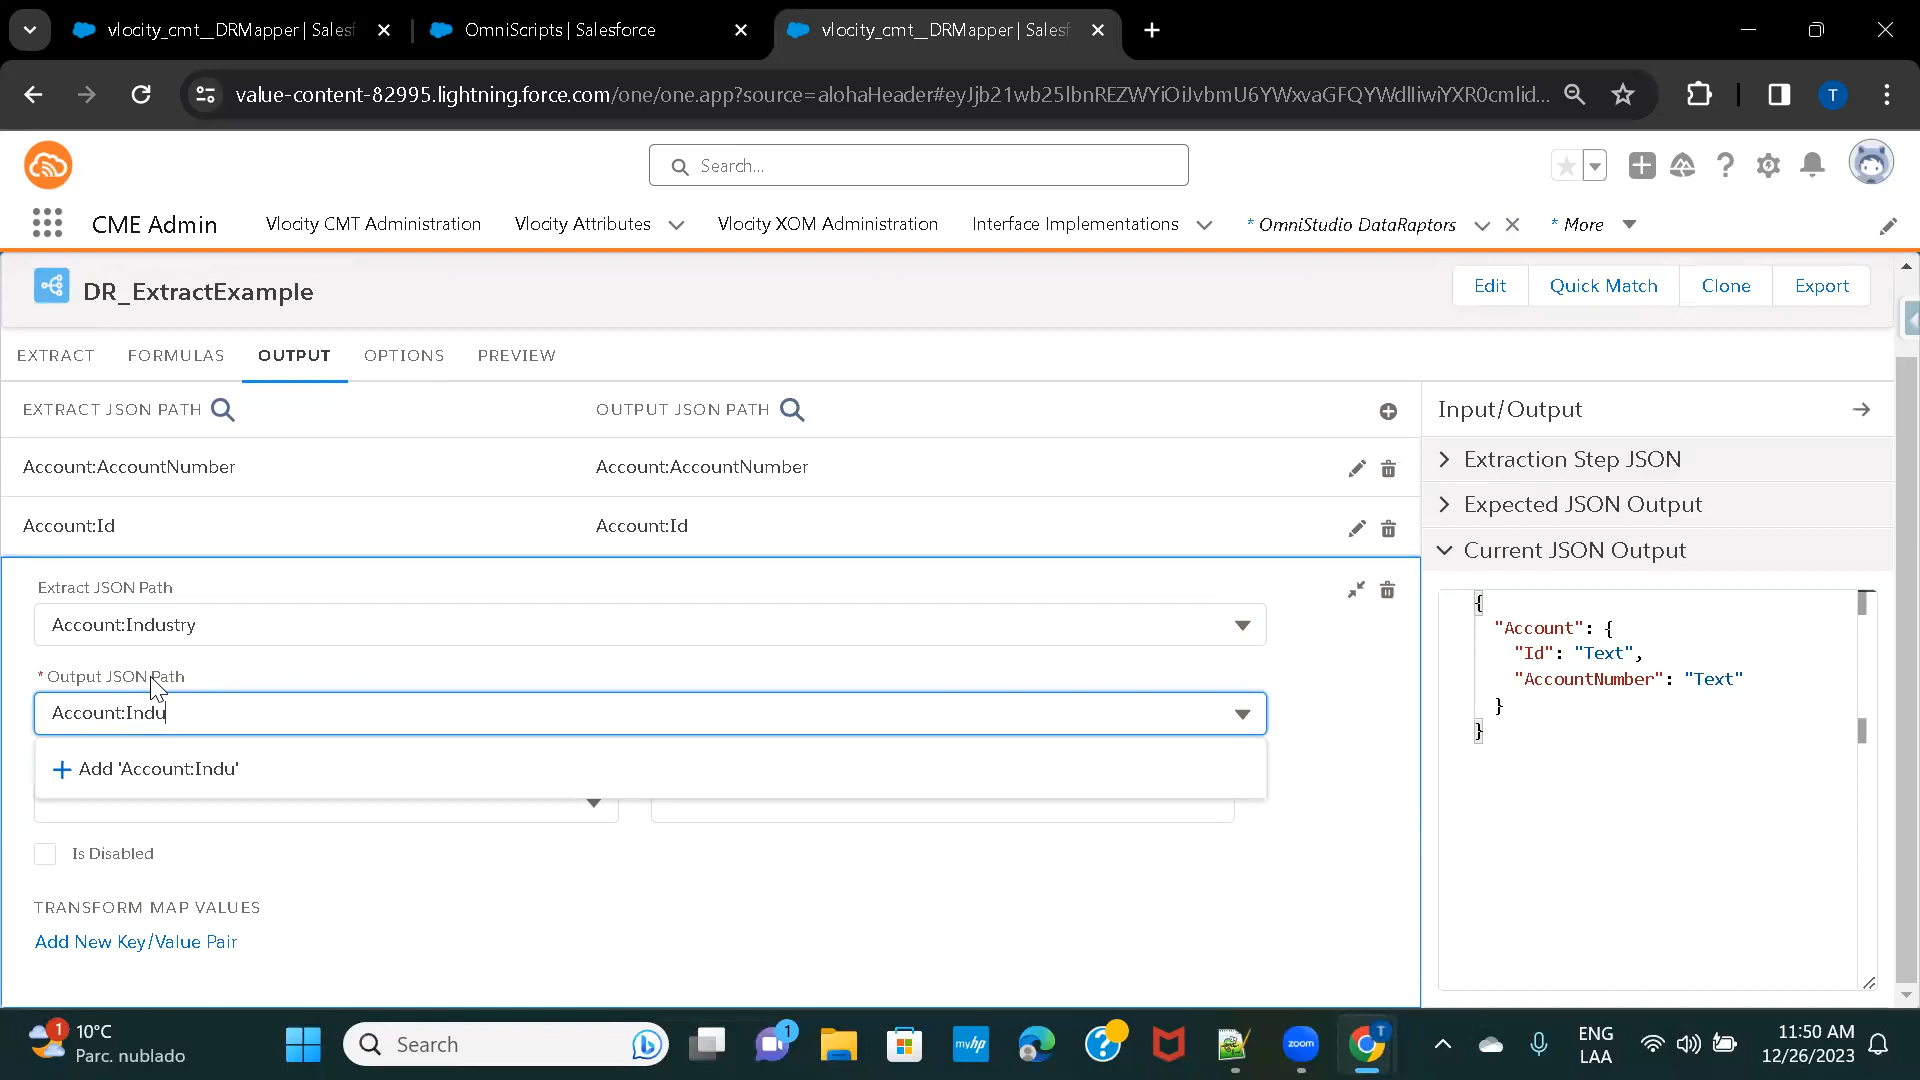 vlocity_cmt__DRMapper | Salesf
OmniScripts | Salesforce
vlocity_cmt__DRMapper | Salesf
value-content-82995.lightning.force.com/one/one.app?source=alohaHeader#
T
Search...
CME Admin
Vlocity CMT Administration
Vlocity Attributes
Vlocity XOM Administration
Interface Implementations
* OmniStudio DataRaptors
* More
DR_ExtractExample
Edit
Quick Match
Clone
Export
EXTRACT
FORMULAS
OUTPUT
OPTIONS
PREVIEW
EXTRACT JSON PATH
OUTPUT JSON PATH
Input/Output
Account:AccountNumber
Account:AccountNumber
Extraction Step JSON
Expected JSON Output
Account:Id
Account:Id
Current JSON Output
Extract JSON Path
Account:Industry
* Output JSON Path
Account:Indu
+ Add 'Account:Indu'
Is Disabled
TRANSFORM MAP VALUES
Add New Key/Value Pair
{
"Account": {
"Id": "Text",
"AccountNumber": "Text"
}
}
1
10°C
Parc. nublado
Search
1
myhp
zoom
T
ENG
LAA
11:50 AM
12/26/2023